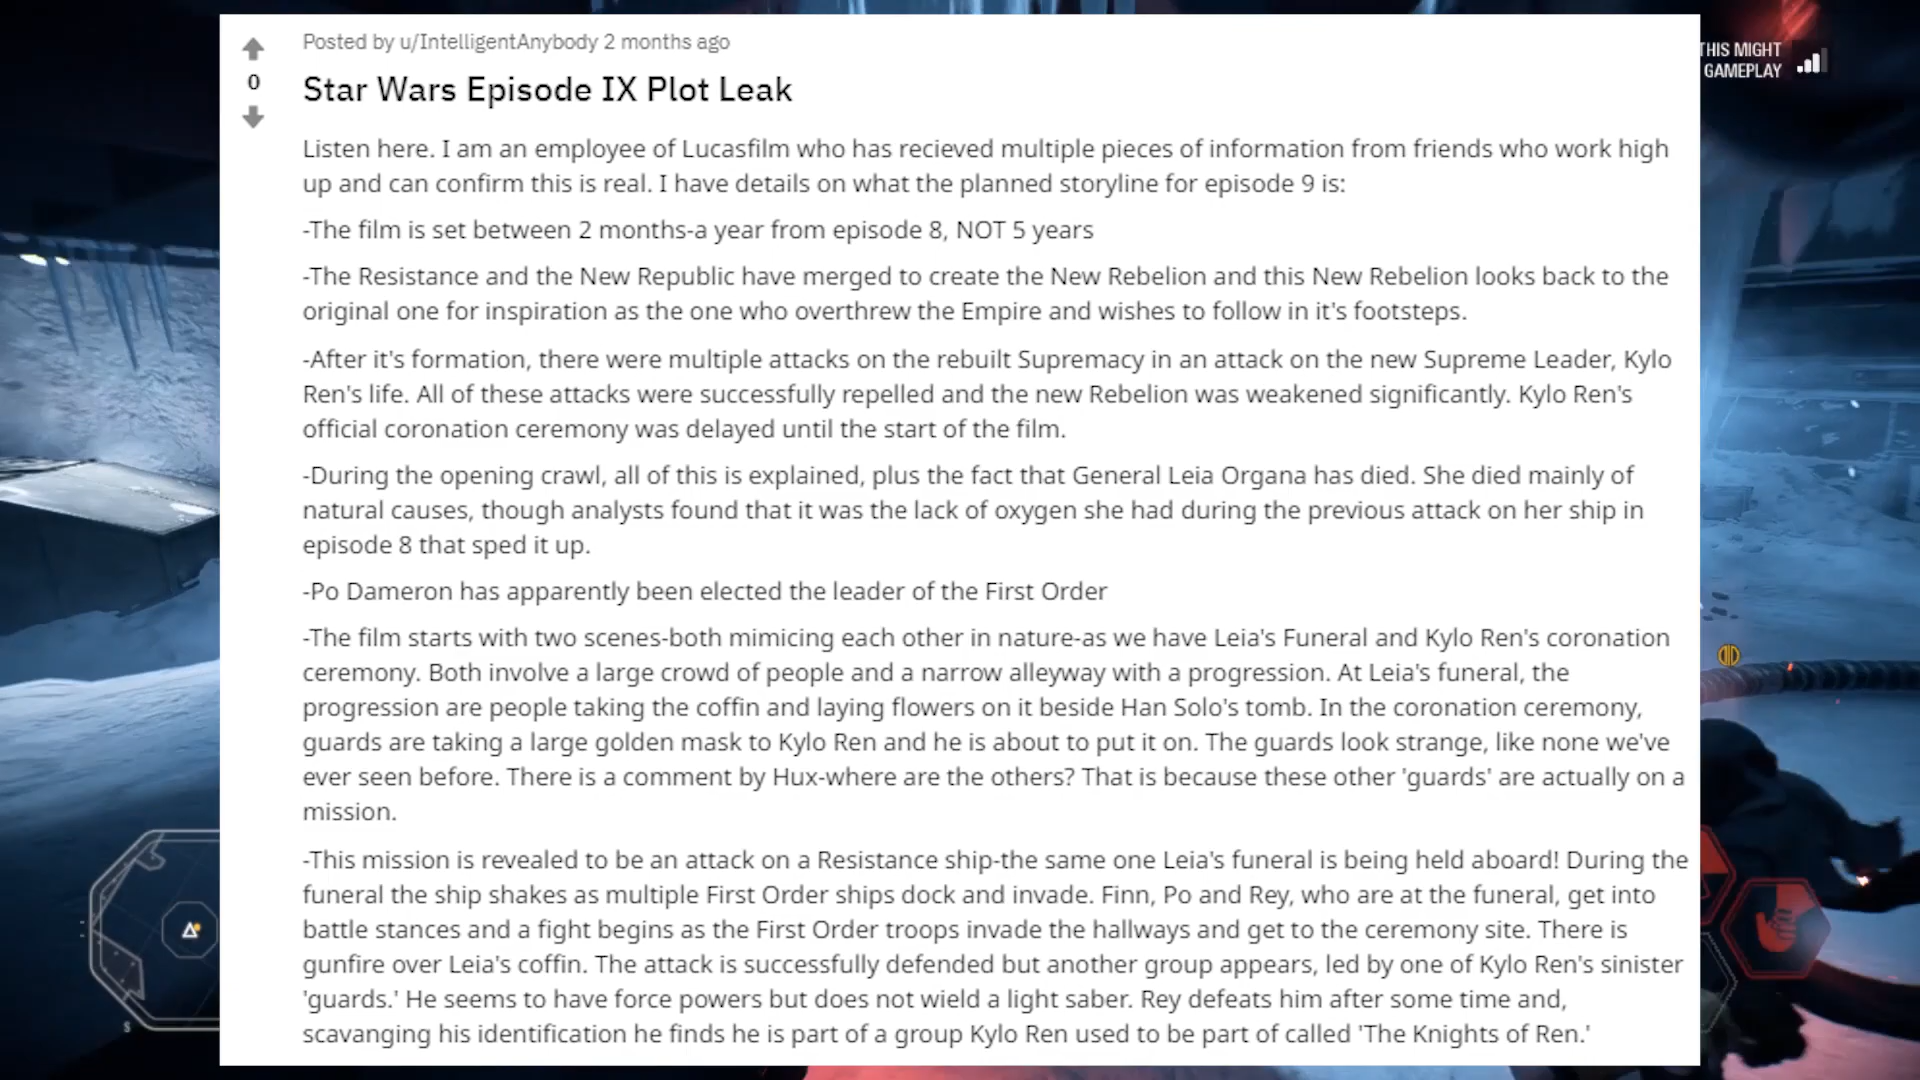 Posted by u/IntelligentAnybody 2 months ago
0
Star Wars Episode IX Plot Leak
THIS MIGHT
GAMEPLAY
Listen here. I am an employee of Lucasfilm who has recieved multiple pieces of information from friends who work high
up and can confirm this is real. I have details on what the planned storyline for episode 9 is:
-The film is set between 2 months-a year from episode 8, NOT 5 years
-The Resistance and the New Republic have merged to create the New Rebelion and this New Rebelion looks back to the
original one for inspiration as the one who overthrew the Empire and wishes to follow in it's footsteps.
-After it's formation, there were multiple attacks on the rebuilt Supremacy in an attack on the new Supreme Leader, Kylo
Ren's life. All of these attacks were successfully repelled and the new Rebelion was weakened significantly. Kylo Ren's
official coronation ceremony was delayed until the start of the film.
-During the opening crawl, all of this is explained, plus the fact that General Leia Organa has died. She died mainly of
natural causes, though analysts found that it was the lack of oxygen she had during the previous attack on her ship in
episode 8 that sped it up.
-Po Dameron has apparently been elected the leader of the First Order
-The film starts with two scenes-both mimicing each other in nature-as we have Leia's Funeral and Kylo Ren's coronation
ceremony. Both involve a large crowd of people and a narrow alleyway with a progression. At Leia's funeral, the
progression are people taking the coffin and laying flowers on it beside Han Solo's tomb. In the coronation ceremony,
guards are taking a large golden mask to Kylo Ren and he is about to put it on. The guards look strange, like none we've
ever seen before. There is a comment by Hux-where are the others? That is because these other 'guards' are actually on a
mission.
-This mission is revealed to be an attack on a Resistance ship-the same one Leia's funeral is being held aboard! During the
funeral the ship shakes as multiple First Order ships dock and invade. Finn, Po and Rey, who are at the funeral, get into
battle stances and a fight begins as the First Order troops invade the hallways and get to the ceremony site. There is
gunfire over Leia's coffin. The attack is successfully defended but another group appears, led by one of Kylo Ren's sinister
'guards.' He seems to have force powers but does not wield a light saber. Rey defeats him after some time and,
scavanging his identification he finds he is part of a group Kylo Ren used to be part of called 'The Knights of Ren.'
S